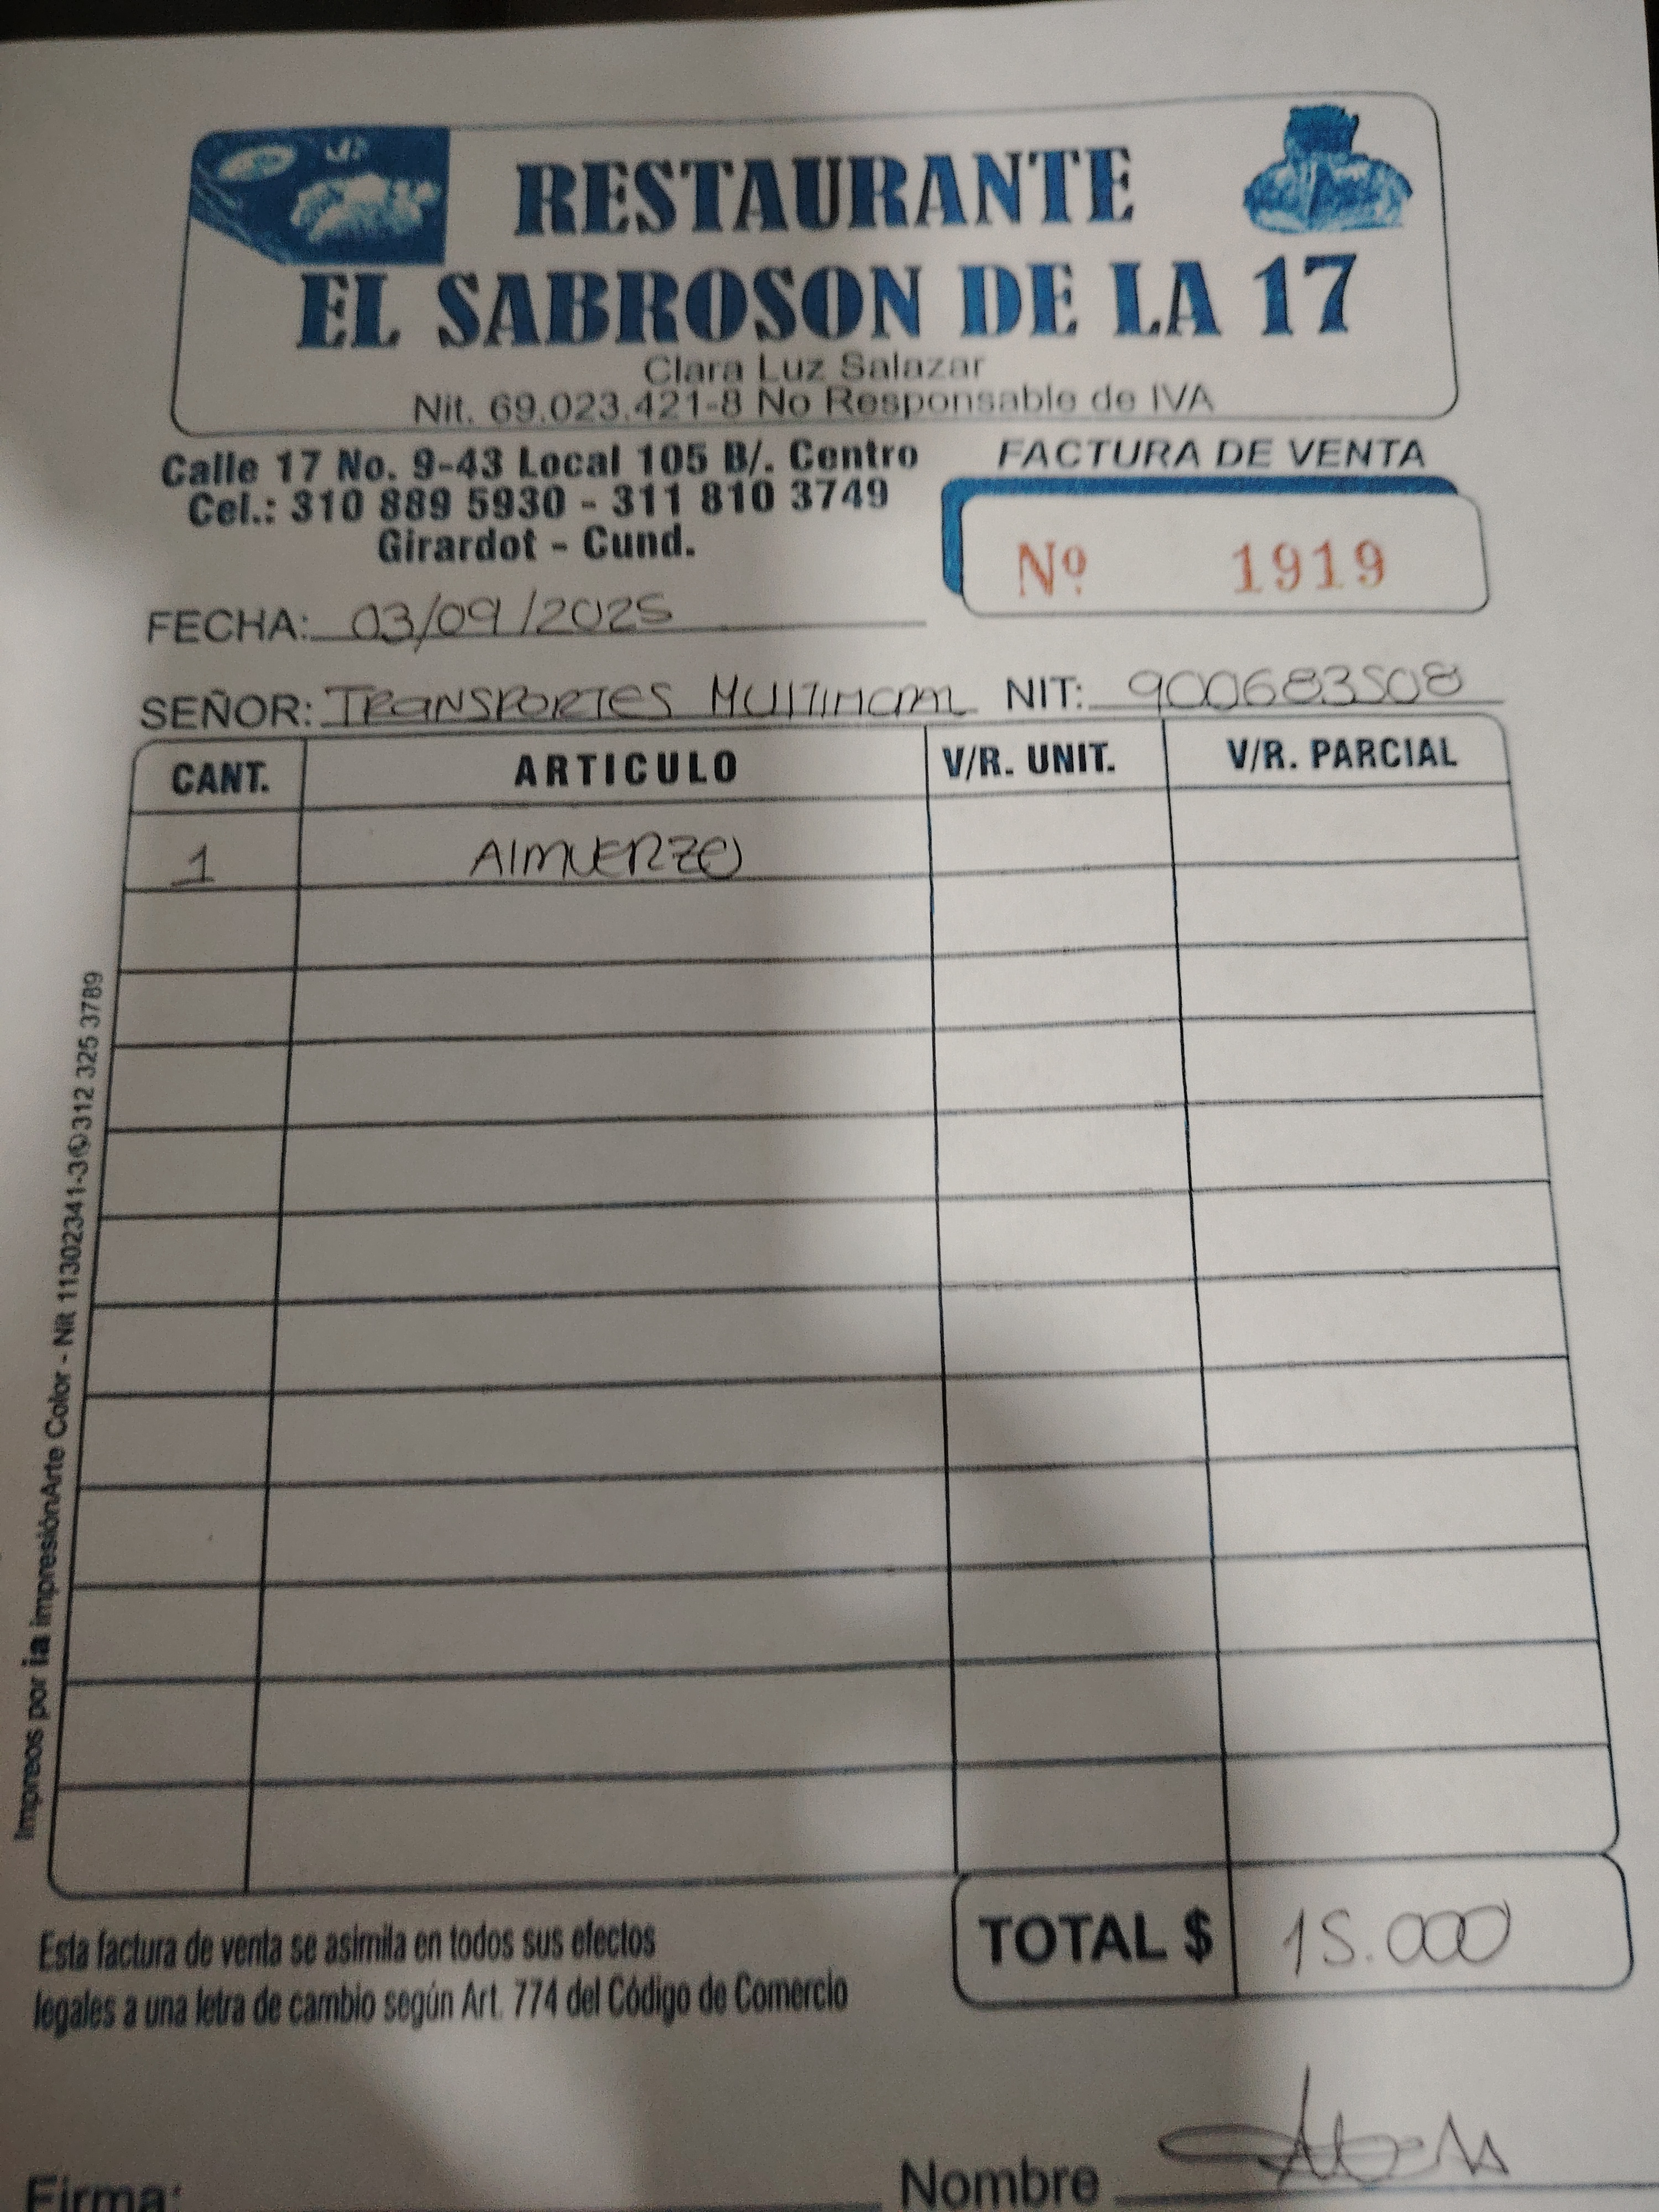 RESTAURANTE
EL SABROSON DE LA 17
Clara Luz Salazar
Nit. 69.023.421-8 No Responsable de IVA
Calle 17 No. 9-43 Local 105 B/. Centro
Cel.: 310 889 5930 - 311 810 3749
Girardot - Cund.
FACTURA DE VENTA
Nº 1919
FECHA: 03/09/2025
SEÑOR: TRANSPORTES MULTIMODAL NIT: 900683508
CANT. ARTICULO V/R. UNIT. V/R. PARCIAL
1 AlMUERZO
Impreos por ia impresiónArte Color - Nit 11302341-3 312 325 3789
TOTAL $ 15.000
Esta factura de venta se asimila en todos sus efectos
legales a una letra de cambio según Art. 774 del Código de Comercio
Firma: Nombre